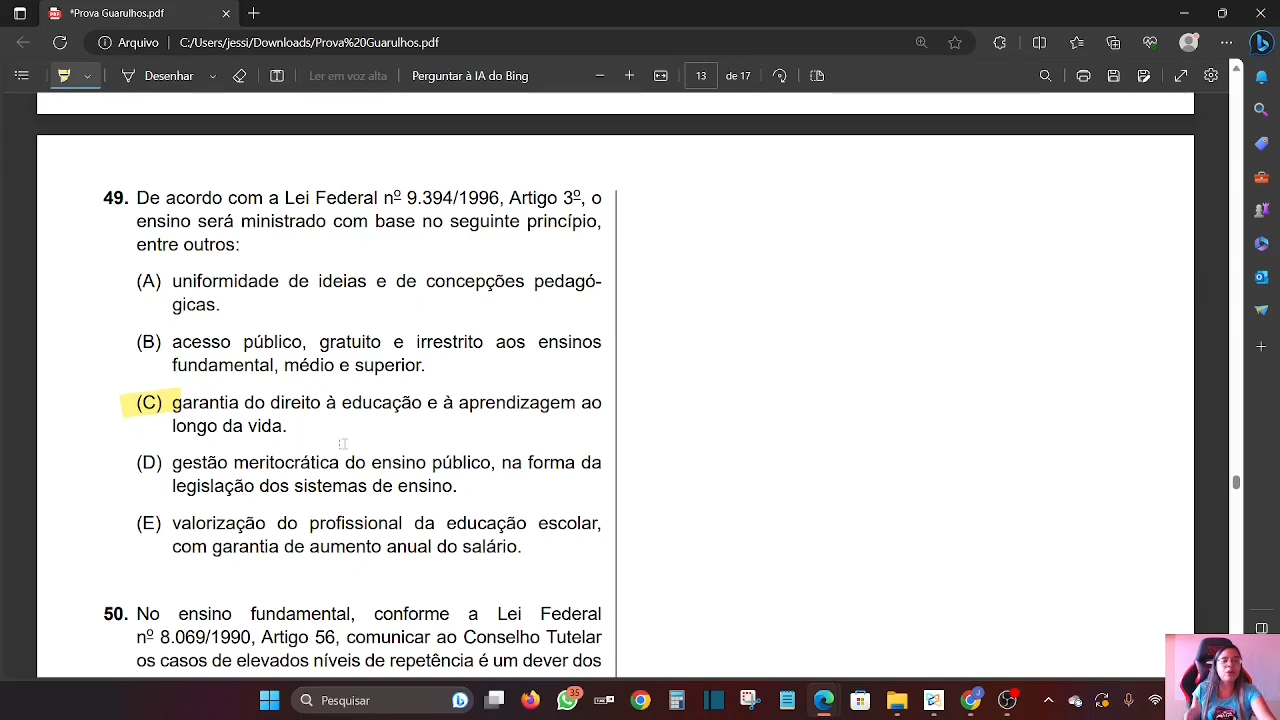 *Prova Guarulhos.pdf
Arquivo
C:/Users/jessi/Downloads/Prova%20Guarulhos.pdf
Desenhar
Ler em voz alta
Perguntar à IA do Bing
13
de 17
49. De acordo com a Lei Federal nº 9.394/1996, Artigo 3º, o
ensino será ministrado com base no seguinte princípio,
entre outros:
(A) uniformidade de ideias e de concepções pedagó-
gicas.
(B) acesso público, gratuito e irrestrito aos ensinos
fundamental, médio e superior.
(C) garantia do direito à educação e à aprendizagem ao
longo da vida.
(D) gestão meritocrática do ensino público, na forma da
legislação dos sistemas de ensino.
(E) valorização do profissional da educação escolar,
com garantia de aumento anual do salário.
50. No ensino fundamental, conforme a Lei Federal
nº 8.069/1990, Artigo 56, comunicar ao Conselho Tutelar
os casos de elevados níveis de repetência é um dever dos
Pesquisar
35